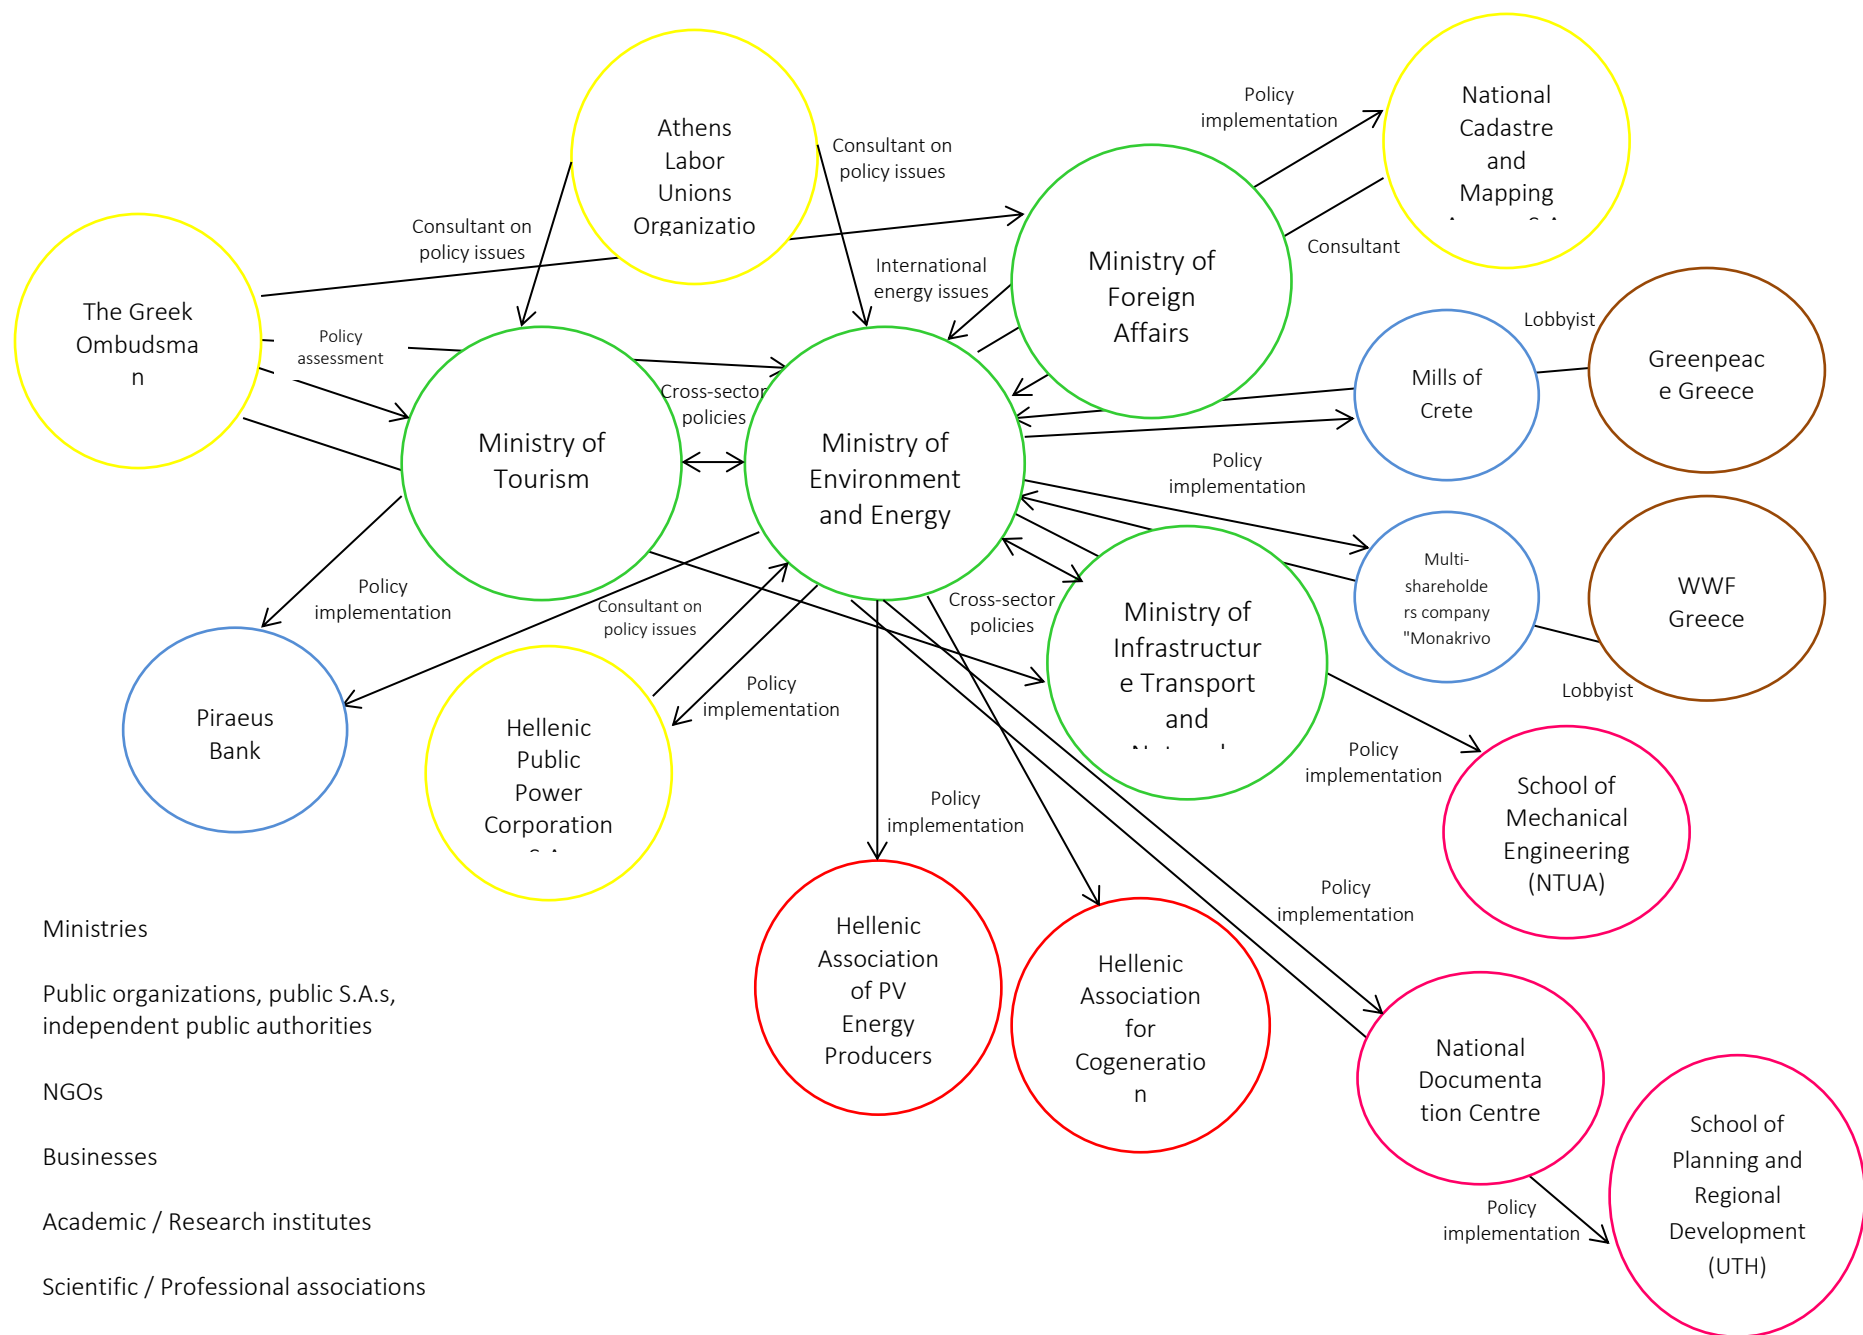 Athens
Labor
Unions
Organizatio
National
Cadastre
and
Mapping
Policy
implementation
Consultant on
policy issues
Consultant on
policy issues
Ministry of
Foreign
Affairs
Consultant
International
energy issues
The Greek
Ombudsma
n
Policy
assessment
Lobbyist
Greenpeac
e Greece
Mills of
Crete
Cross-sector
policies
Ministry of
Tourism
Ministry of
Environment
and Energy
Policy
implementation
Multi-
shareholde
rs company
"Monakrivo
WWF
Greece
Lobbyist
Policy
implementation
Consultant on
policy issues
Cross-sector
policies
Ministry of
Infrastructur
e Transport
and
Policy
implementation
Piraeus
Bank
Hellenic
Public
Power
Corporation
Policy
implementation
School of
Mechanical
Engineering
(NTUA)
Policy
implementation
Policy
implementation
Hellenic
Association
of PV
Energy
Producers
Hellenic
Association
for
Cogeneratio
n
National
Documenta
tion Centre
School of
Planning and
Regional
Development
(UTH)
Policy
implementation
Ministries
Public organizations, public S.A.s,
independent public authorities
NGOs
Businesses
Academic / Research institutes
Scientific / Professional associations